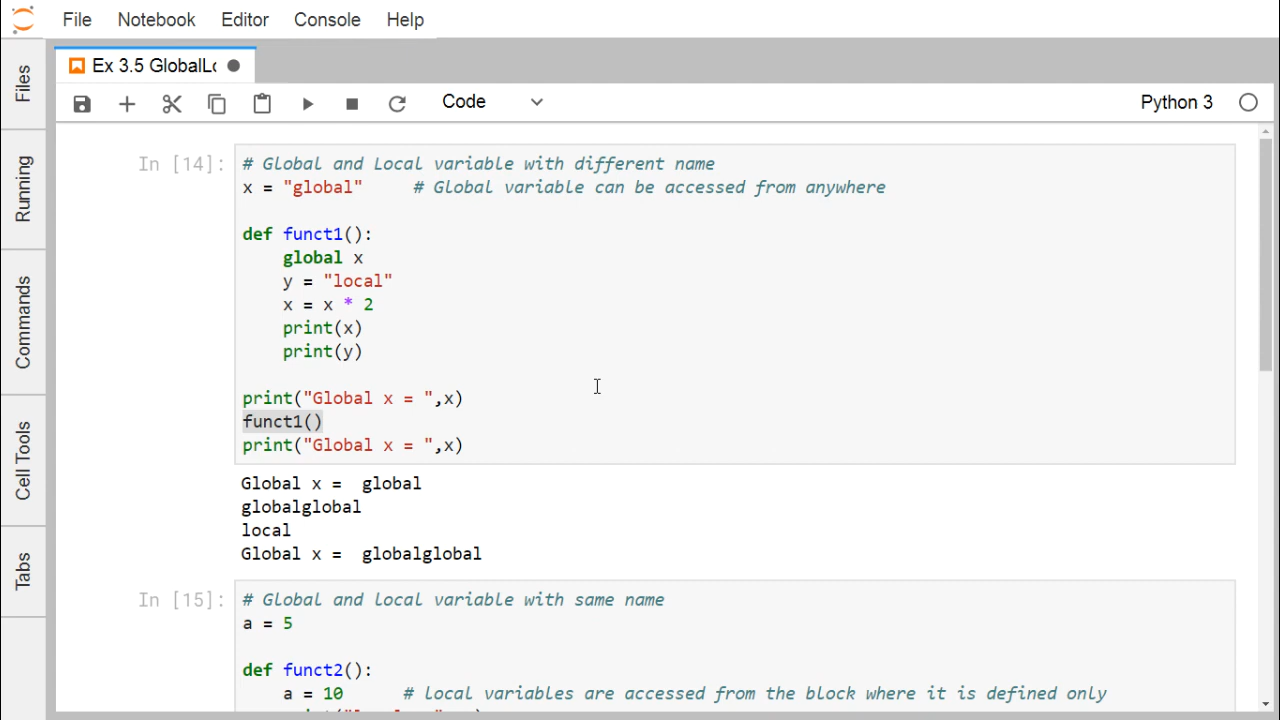 File Notebook Editor Console Help
Ex 3.5 GlobalLo
Code Python 3
Files
Running
Commands
Cell Tools
Tabs
In [14]:
# Global and Local variable with different name
x = "global"     # Global variable can be accessed from anywhere
def funct1():
    global x
    y = "local"
    x = x * 2
    print(x)
    print(y)
print("Global x = ",x)
funct1()
print("Global x = ",x)
Global x =  global
globalglobal
local
Global x =  globalglobal
In [15]:
# Global and Local variable with same name
a = 5
def funct2():
    a = 10      # local variables are accessed from the block where it is defined only